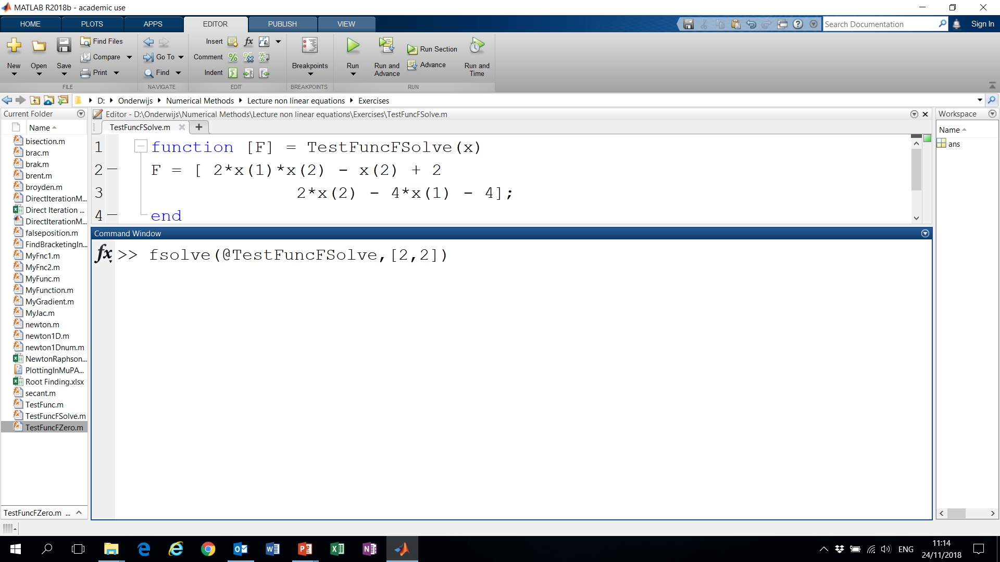 MATLAB R2018b - academic use
HOME
PLOTS
APPS
EDITOR
PUBLISH
VIEW
Search Documentation
Sign In
New
Open
Save
Find Files
Compare
Print
FILE
Go To
Find
NAVIGATE
Insert
fx
Comment
Indent
EDIT
Breakpoints
BREAKPOINTS
Run
Run and Advance
Run Section
Advance
Run and Time
RUN
D: Onderwijs Numerical Methods Lecture non linear equations Exercises
Current Folder
Name
bisection.m
brac.m
brak.m
brent.m
broyden.m
DirectIterationM...
Direct Iteration ...
DirectIterationM...
falseposition.m
FindBracketingIn...
MyFnc1.m
MyFnc2.m
MyFunc.m
MyFunction.m
MyGradient.m
MyJac.m
newton.m
newton1D.m
newton1Dnum.m
NewtonRaphson...
PlottingInMuPA...
Root Finding.xlsx
secant.m
TestFunc.m
TestFuncFSolve.m
TestFuncFZero.m
TestFuncFZero.m ...
Editor - D:\Onderwijs\Numerical Methods\Lecture non linear equations\Exercises\TestFuncFSolve.m
TestFuncFSolve.m
1 function [F] = TestFuncFSolve(x)
2 F = [ 2*x(1)*x(2) - x(2) + 2
3 2*x(2) - 4*x(1) - 4];
4 end
Command Window
fx >> fsolve(@TestFuncFSolve,[2,2])
Workspace
Name
ans
ENG
11:14
24/11/2018